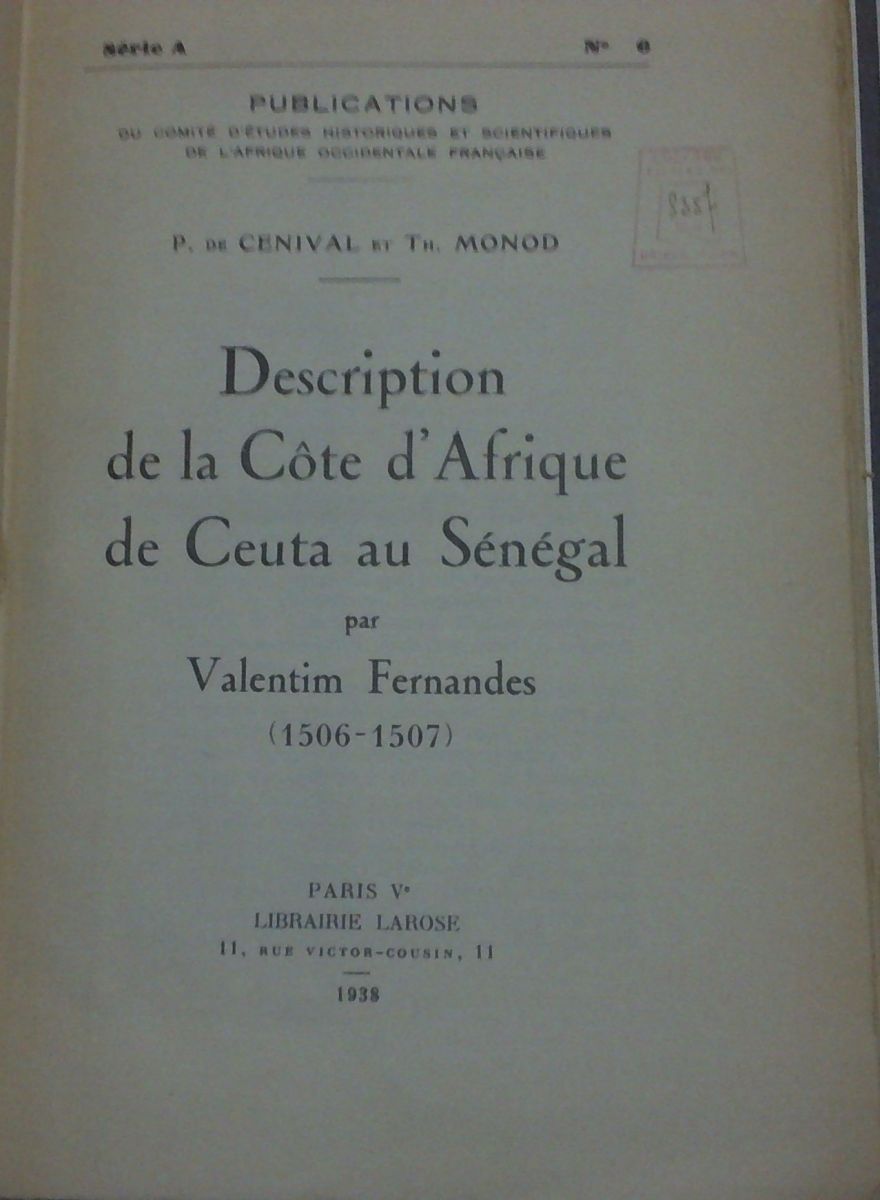 Série A N°
PUBLICATIONS
DU COMITÉ D'ÉTUDES HISTORIQUES ET SCIENTIFIQUES
DE L'AFRIQUE OCCIDENTALE FRANÇAISE
P. DE CENIVAL ET TH. MONOD
Description
de la Côte d'Afrique
de Ceuta au Sénégal
par
Valentim Fernandes
(1506-1507)
PARIS Ve
LIBRAIRIE LAROSE
11, RUE VICTOR-COUSIN, 11
1938